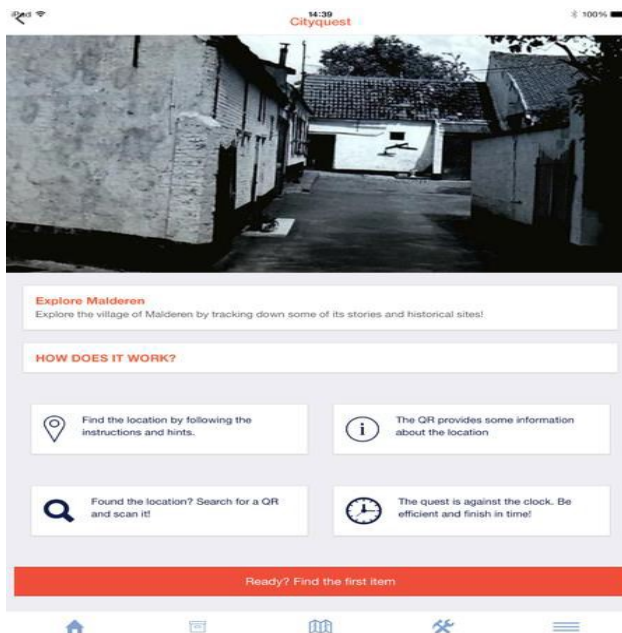 iPad 14:39 100%
Cityquest
Explore Malderen
Explore the village of Malderen by tracking down some of its stories and historical sites!
HOW DOES IT WORK?
Find the location by following the
instructions and hints.
The QR provides some information
about the location
Found the location? Search for a QR
and scan it!
The quest is against the clock. Be
efficient and finish in time!
Ready? Find the first item